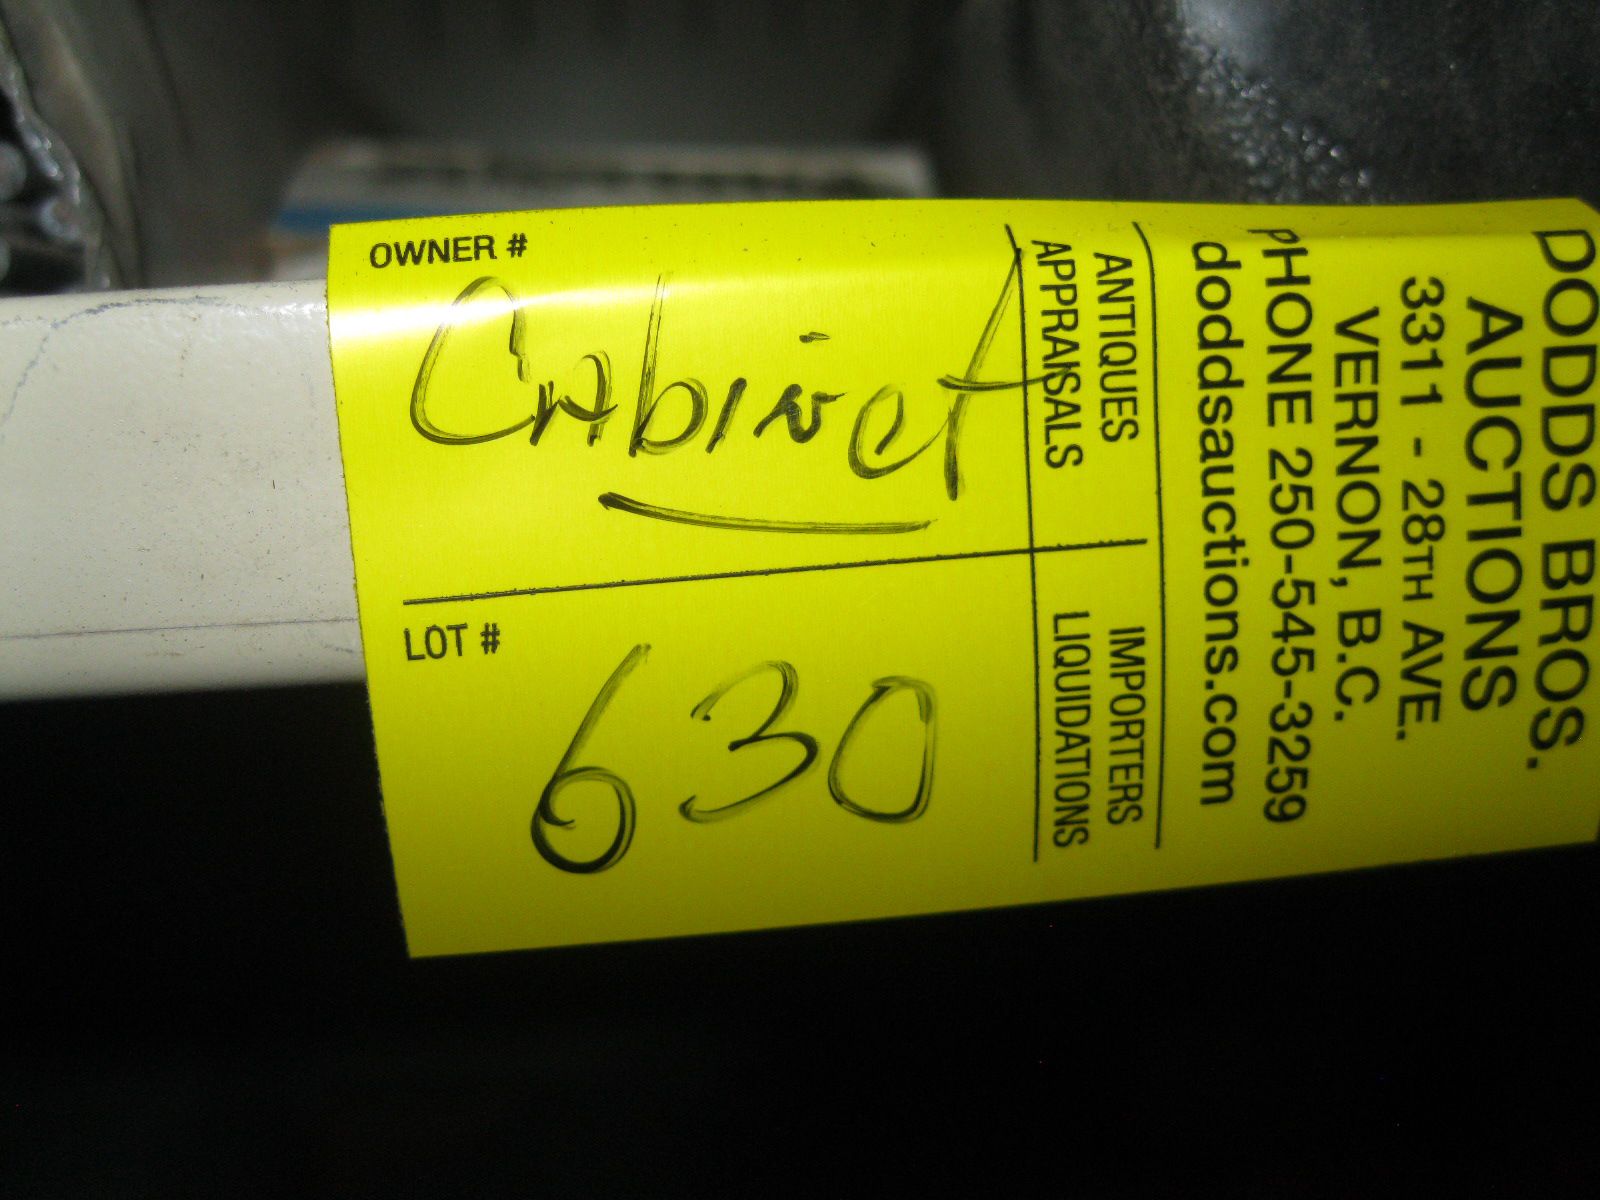 OWNER #
Cabinet
LOT #
630
ANTIQUES
APPRAISALS
IMPORTERS
LIQUIDATIONS
DODDS BROS.
AUCTIONS
3311 - 28TH AVE.
VERNON, B.C.
PHONE 250-545-3259
doddsauctions.com